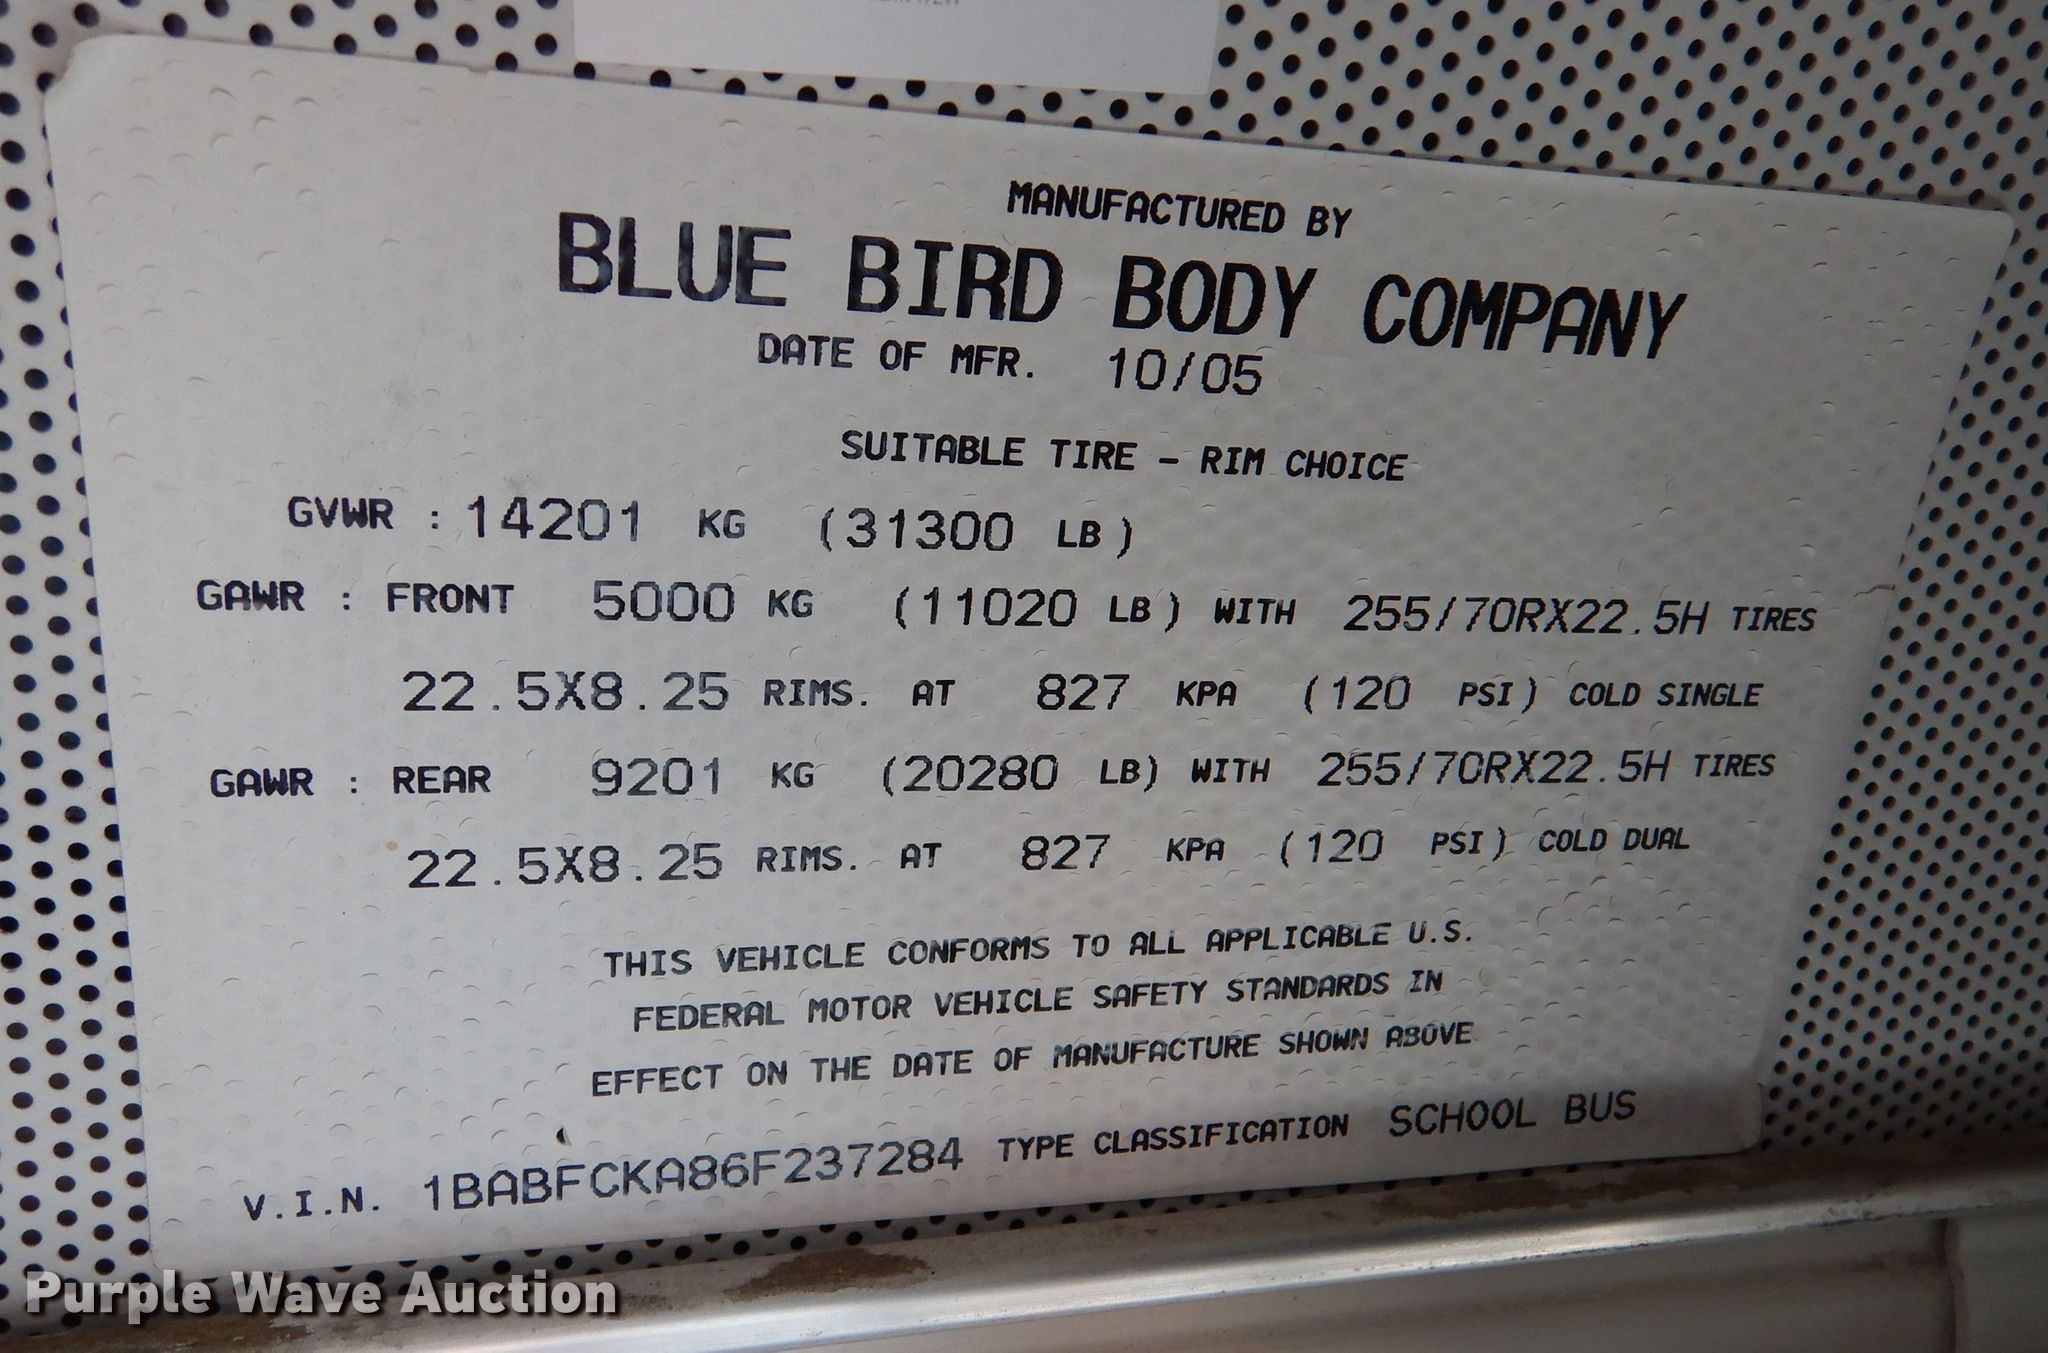 MANUFACTURED BY
BLUE BIRD BODY COMPANY
DATE OF MFR. 10/05
SUITABLE TIRE - RIM CHOICE
GVWR : 14201 KG (31300 LB)
GAWR : FRONT 5000 KG (11020 LB) WITH 255/70RX22.5H TIRES
22.5X8.25 RIMS. AT 827 KPA (120 PSI) COLD SINGLE
GAWR : REAR 9201 KG (20280 LB) WITH 255/70RX22.5H TIRES
22.5X8.25 RIMS. AT 827 KPA (120 PSI) COLD DUAL
THIS VEHICLE CONFORMS TO ALL APPLICABLE U.S.
FEDERAL MOTOR VEHICLE SAFETY STANDARDS IN
EFFECT ON THE DATE OF MANUFACTURE SHOWN ABOVE
V.I.N. 1BABFCKA86F237284 TYPE CLASSIFICATION SCHOOL BUS
Purple Wave Auction